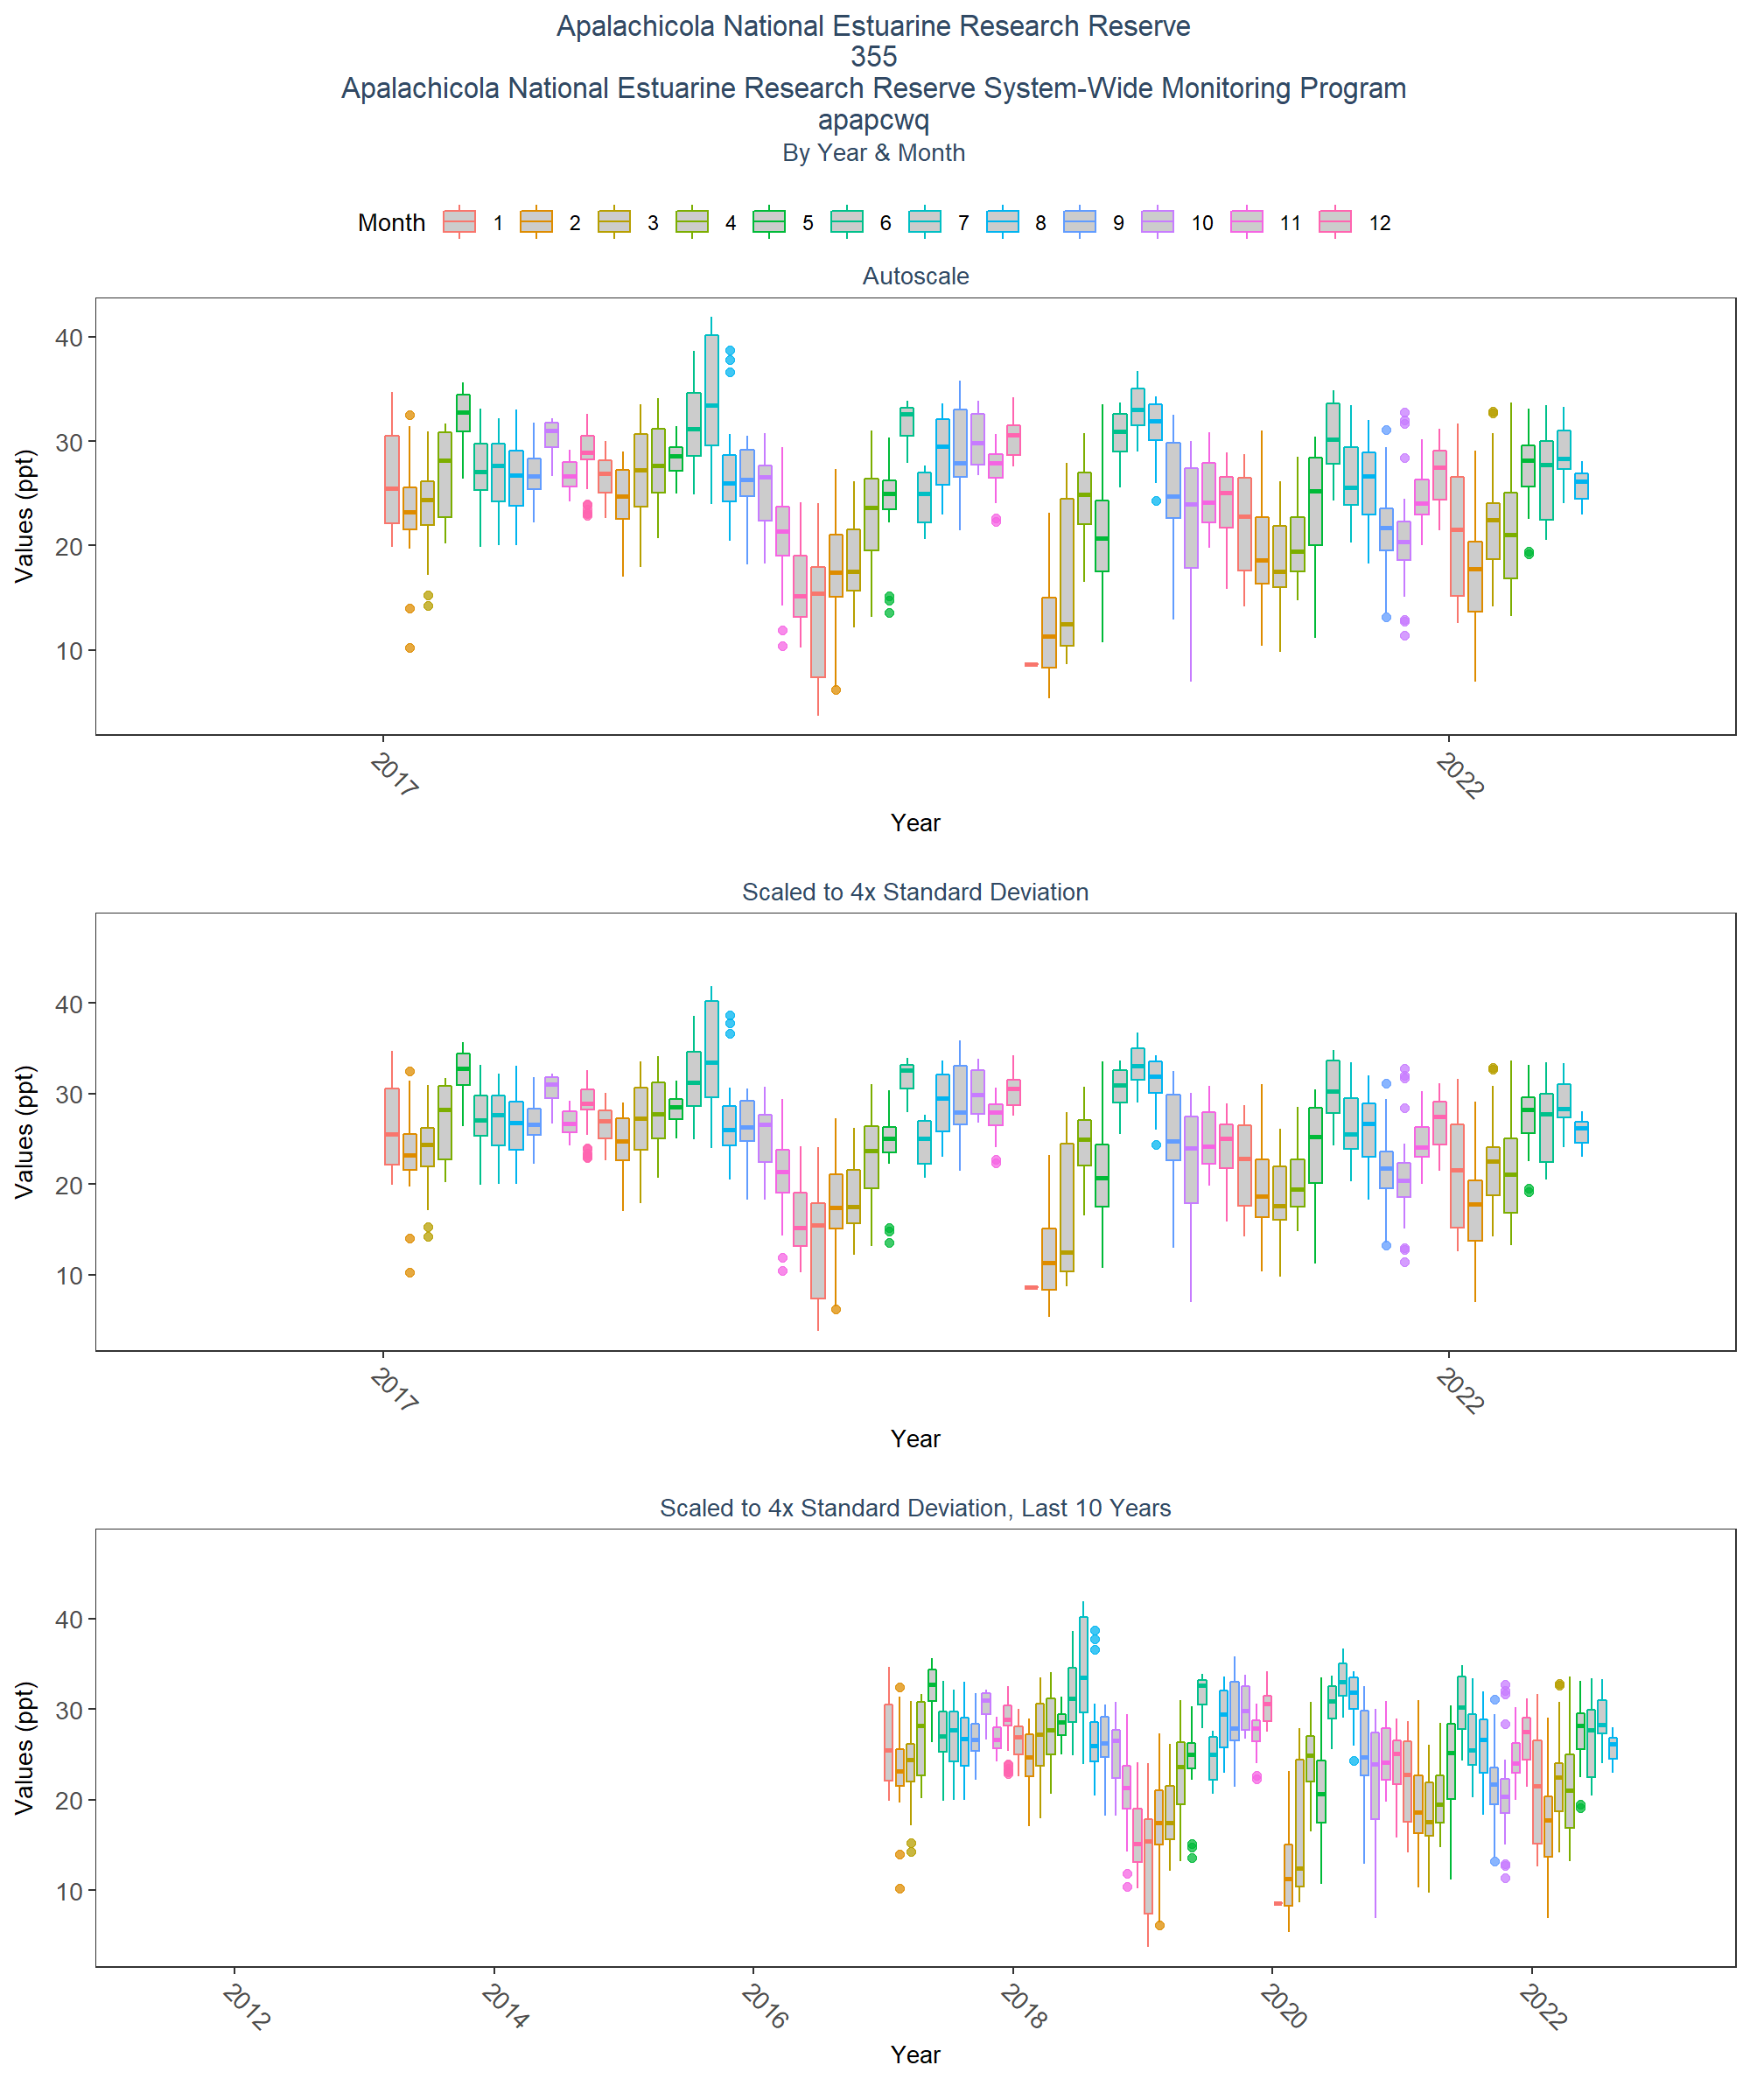 Apalachicola National Estuarine Research Reserve
355
Apalachicola National Estuarine Research Reserve System-Wide Monitoring Program
apapcwq
By Year & Month
Month 1 2 3 4 5 6 7 8 9 10 11 12
Autoscale
Values (ppt)
40
30
20
10
2017 2022
Year
Scaled to 4x Standard Deviation
Values (ppt)
40
30
20
10
2017 2022
Year
Scaled to 4x Standard Deviation, Last 10 Years
Values (ppt)
40
30
20
10
2012 2014 2016 2018 2020 2022
Year